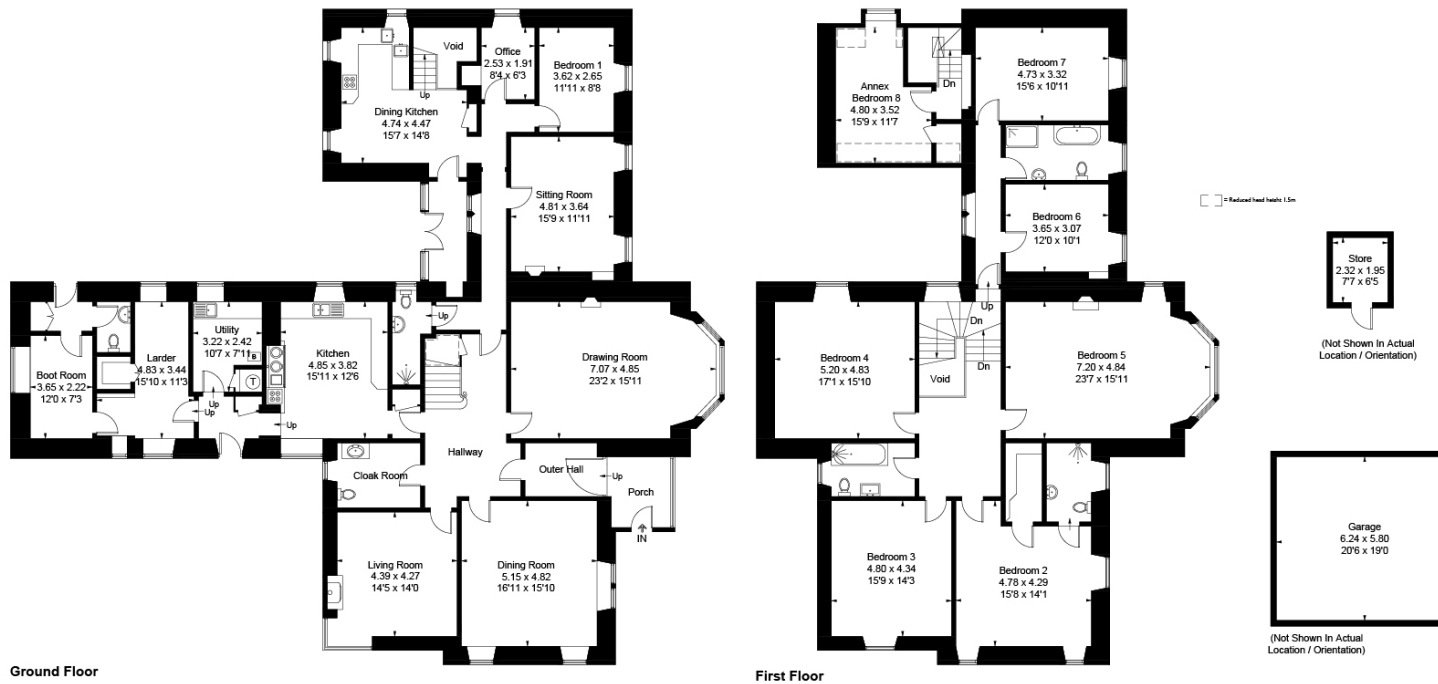 Void
Office
2.53 x 1.91
8'4 x 6'3
Bedroom 1
3.62 x 2.65
11'11 x 8'8
Up
Dining Kitchen
4.74 x 4.47
15'7 x 14'8
Sitting Room
4.81 x 3.64
15'9 x 11'11
Utility
3.22 x 2.42
10'7 x 7'11
B
T
Larder
4.83 x 3.44
15'10 x 11'3
Boot Room
3.65 x 2.22
12'0 x 7'3
Up
Up
Up
Kitchen
4.85 x 3.82
15'11 x 12'6
Up
Drawing Room
7.07 x 4.85
23'2 x 15'11
Hallway
Cloak Room
Outer Hall
Up
Porch
IN
Living Room
4.39 x 4.27
14'5 x 14'0
Dining Room
5.15 x 4.82
16'11 x 15'10
Ground Floor
Annex
Bedroom 8
4.80 x 3.52
15'9 x 11'7
Dn
Bedroom 7
4.73 x 3.32
15'6 x 10'11
Bedroom 6
3.65 x 3.07
12'0 x 10'1
Up
Dn
Dn
Void
Bedroom 4
5.20 x 4.83
17'1 x 15'10
Bedroom 5
7.20 x 4.84
23'7 x 15'11
Bedroom 3
4.80 x 4.34
15'9 x 14'3
Bedroom 2
4.78 x 4.29
15'8 x 14'1
First Floor
= Reduced head height 1.5m
Store
2.32 x 1.95
7'7 x 6'5
(Not Shown In Actual
Location / Orientation)
Garage
6.24 x 5.80
20'6 x 19'0
(Not Shown In Actual
Location / Orientation)